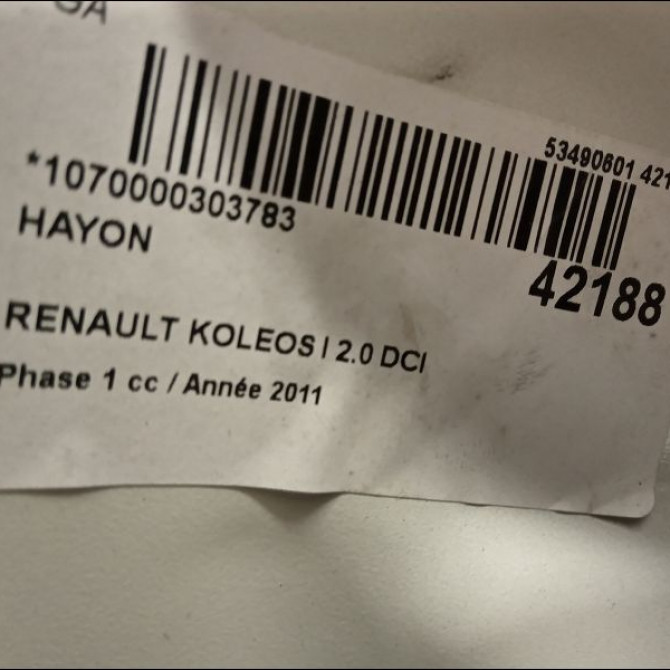 53490601 421
*1070000303783
HAYON
42188
RENAULT KOLEOS I 2.0 DCI
Phase 1 cc / Année 2011